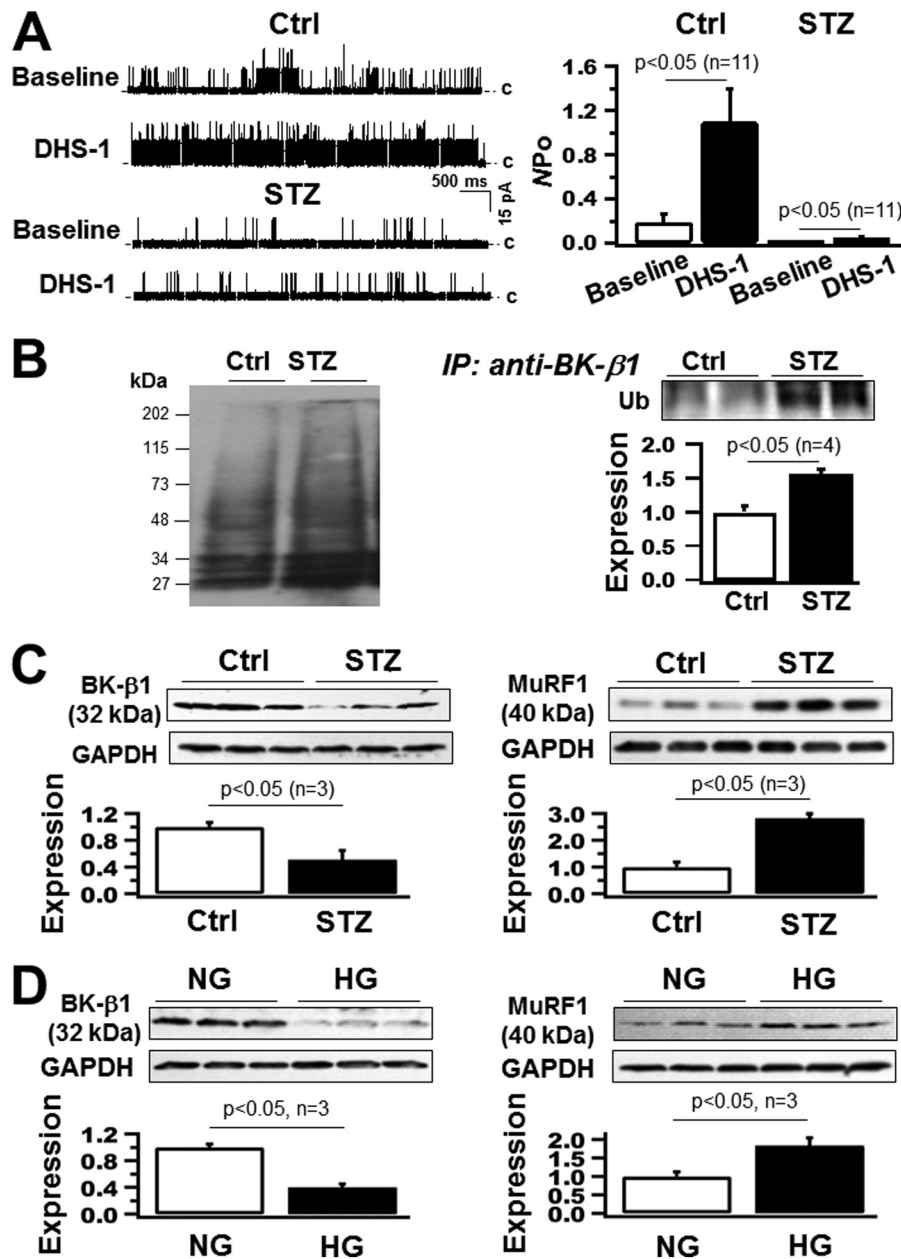 A
Ctrl
Baseline
c
DHS-1
c
500 ms
15 pA
STZ
Baseline
c
DHS-1
c
Ctrl STZ
NPo
1.6
1.2
0.8
0.4
0.0
p<0.05 (n=11)
p<0.05 (n=11)
Baseline
DHS-1
Baseline
DHS-1
B
Ctrl STZ
kDa
202
115
73
48
34
27
IP: anti-BK-β1
Ctrl STZ
Ub
Expression
2.0
1.5
1.0
0.5
0.0
p<0.05 (n=4)
Ctrl STZ
C
Ctrl STZ
BK-β1
(32 kDa)
GAPDH
Expression
1.2
0.8
0.4
0.0
p<0.05 (n=3)
Ctrl STZ
Ctrl STZ
MuRF1
(40 kDa)
GAPDH
Expression
3.0
2.0
1.0
0.0
p<0.05 (n=3)
Ctrl STZ
D
NG HG
BK-β1
(32 kDa)
GAPDH
Expression
1.2
0.8
0.4
0.0
p<0.05, n=3
NG HG
NG HG
MuRF1
(40 kDa)
GAPDH
Expression
2.0
1.5
1.0
0.5
0.0
p<0.05, n=3
NG HG